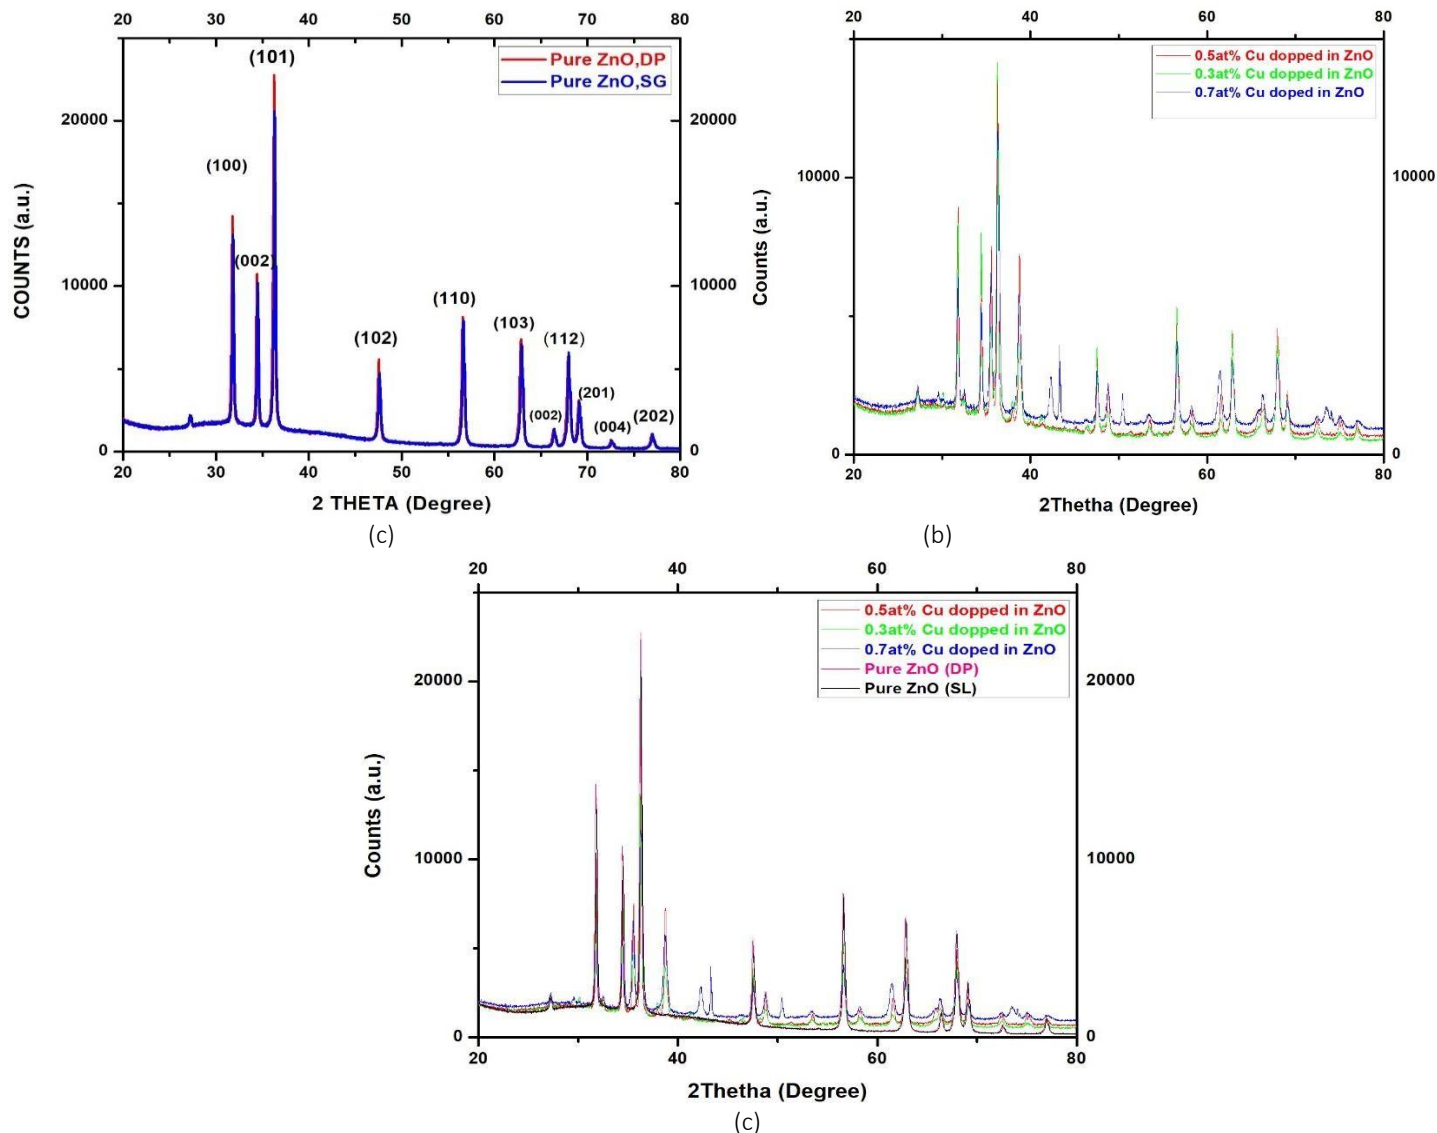 20 30 40 50 60 70 80
Pure ZnO,DP
Pure ZnO,SG
(101)
(100)
(002)
(102)
(110)
(103)
(112)
(002)
(201)
(004)
(202)
20000
10000
0
20000
10000
0
COUNTS (a.u.)
20 30 40 50 60 70 80
2 THETA (Degree)
(c)
20 40 60 80
0.5at% Cu dopped in ZnO
0.3at% Cu dopped in ZnO
0.7at% Cu doped in ZnO
10000
0
10000
0
Counts (a.u.)
20 40 60 80
2Thetha (Degree)
(b)
20 40 60 80
0.5at% Cu dopped in ZnO
0.3at% Cu dopped in ZnO
0.7at% Cu doped in ZnO
Pure ZnO (DP)
Pure ZnO (SL)
20000
10000
0
20000
10000
0
Counts (a.u.)
20 40 60 80
2Thetha (Degree)
(c)